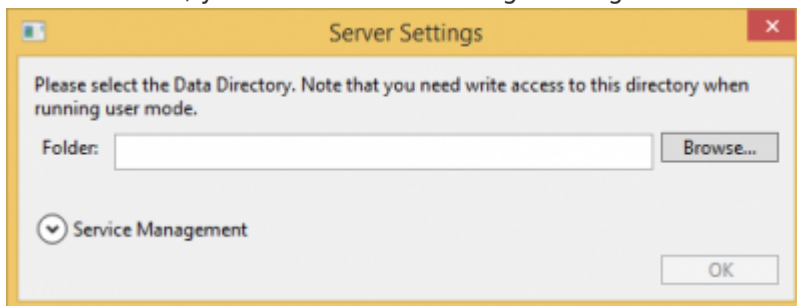 Server Settings
Please select the Data Directory. Note that you need write access to this directory when
running user mode.
Folder:
Browse...
Service Management
OK